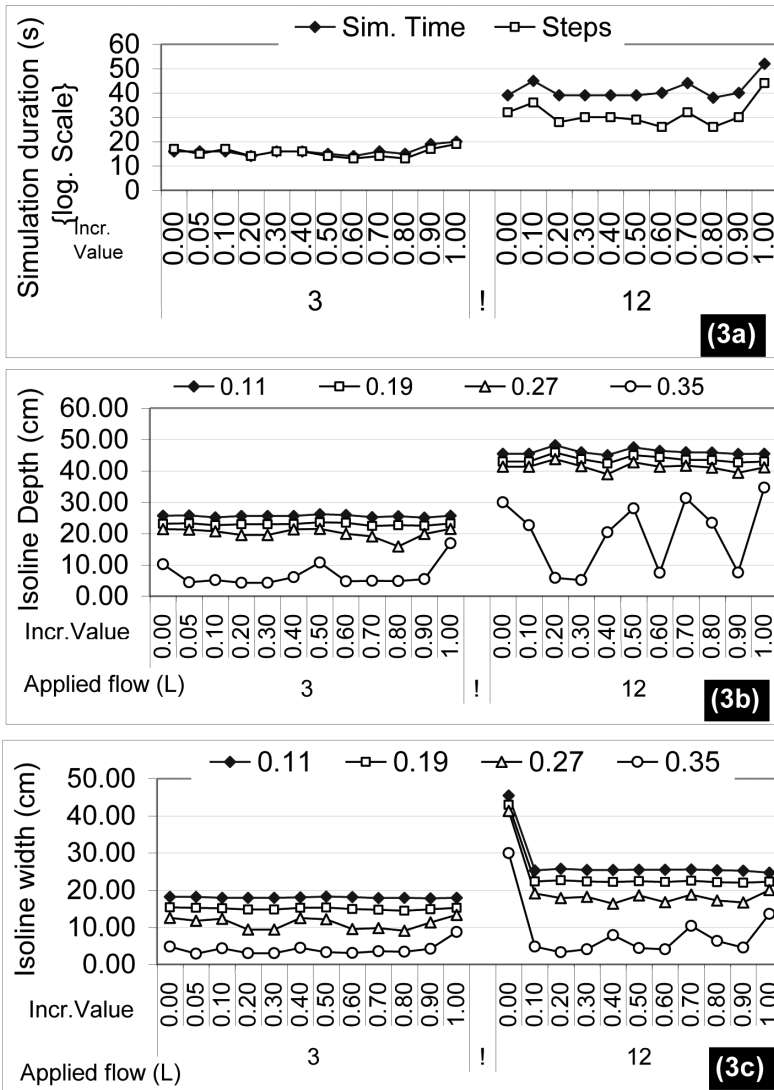 Sim. Time Steps
Simulation duration (s)
{log. Scale}
60
50
40
30
20
10
0
Incr.
Value
0.00 0.05 0.10 0.20 0.30 0.40 0.50 0.60 0.70 0.80 0.90 1.00 0.00 0.10 0.20 0.30 0.40 0.50 0.60 0.70 0.80 0.90 1.00
3 ! 12
(3a)
0.11 0.19 0.27 0.35
Isoline Depth (cm)
60.00
50.00
40.00
30.00
20.00
10.00
0.00
Incr.Value
0.00 0.05 0.10 0.20 0.30 0.40 0.50 0.60 0.70 0.80 0.90 1.00 0.00 0.10 0.20 0.30 0.40 0.50 0.60 0.70 0.80 0.90 1.00
Applied flow (L) 3 ! 12
(3b)
0.11 0.19 0.27 0.35
Isoline width (cm)
50.00
40.00
30.00
20.00
10.00
0.00
Incr.Value
0.00 0.05 0.10 0.20 0.30 0.40 0.50 0.60 0.70 0.80 0.90 1.00 0.00 0.10 0.20 0.30 0.40 0.50 0.60 0.70 0.80 0.90 1.00
3 ! 12
Applied flow (L)
(3c)